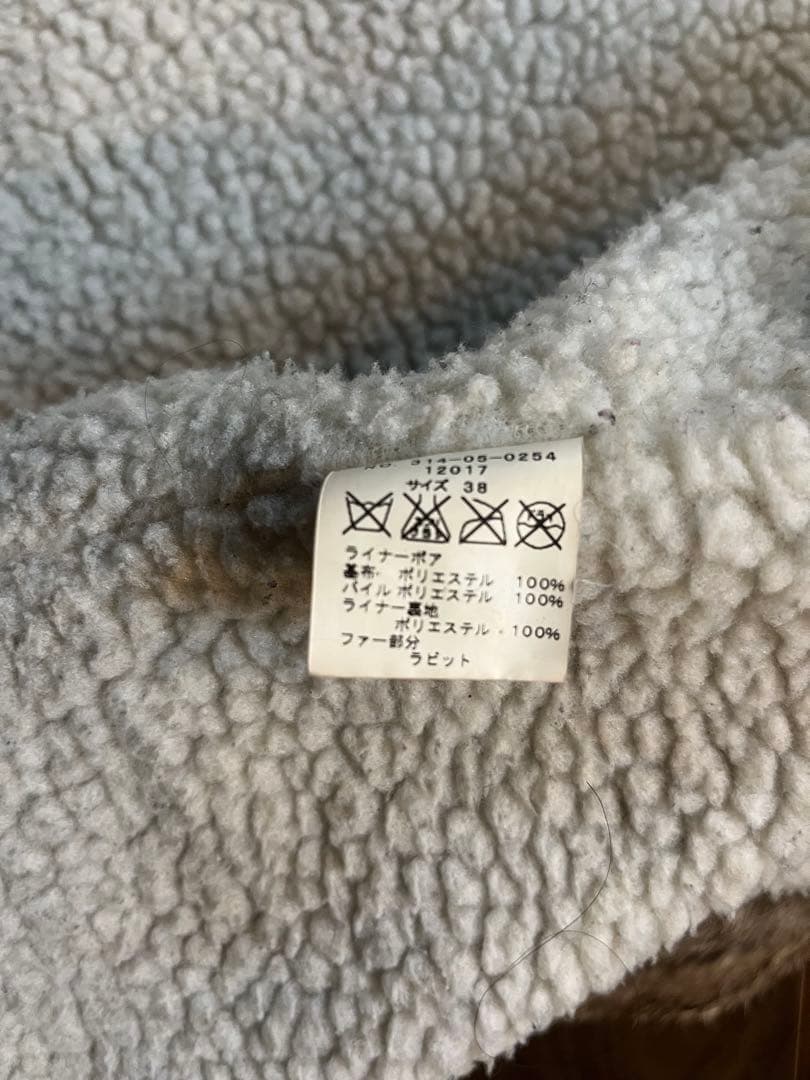 NO. 314-05-0254
12017
サイズ 38
ライナーボア
基布・ ポリエステル 100%
パイル ポリエステル 100%
ライナー裏地
ポリエステル・100%
ファー部分
ラビット